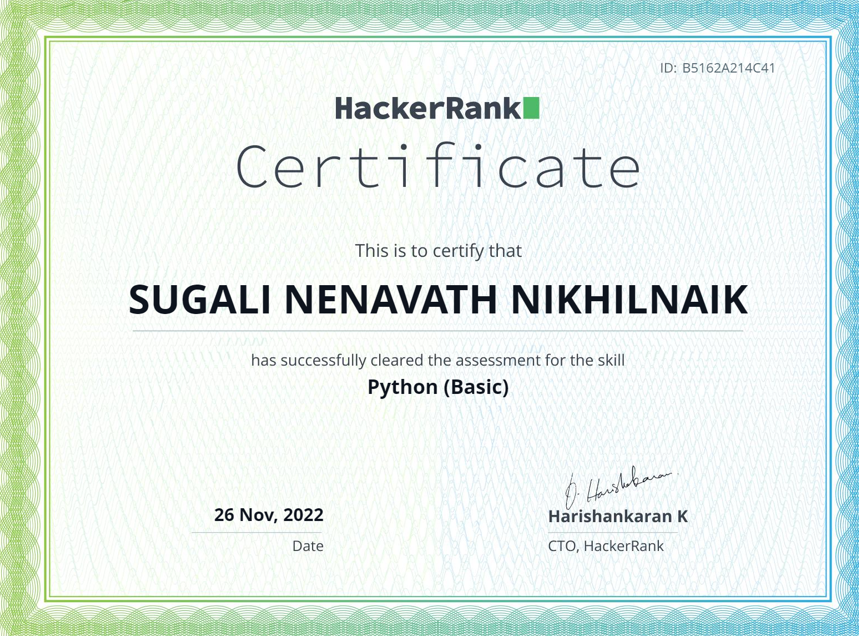 ID: B5162A214C41
HackerRank
Certificate
This is to certify that
SUGALI NENAVATH NIKHILNAIK
has successfully cleared the assessment for the skill
Python (Basic)
26 Nov, 2022
Date
D. Harishankaran
Harishankaran K
CTO, HackerRank